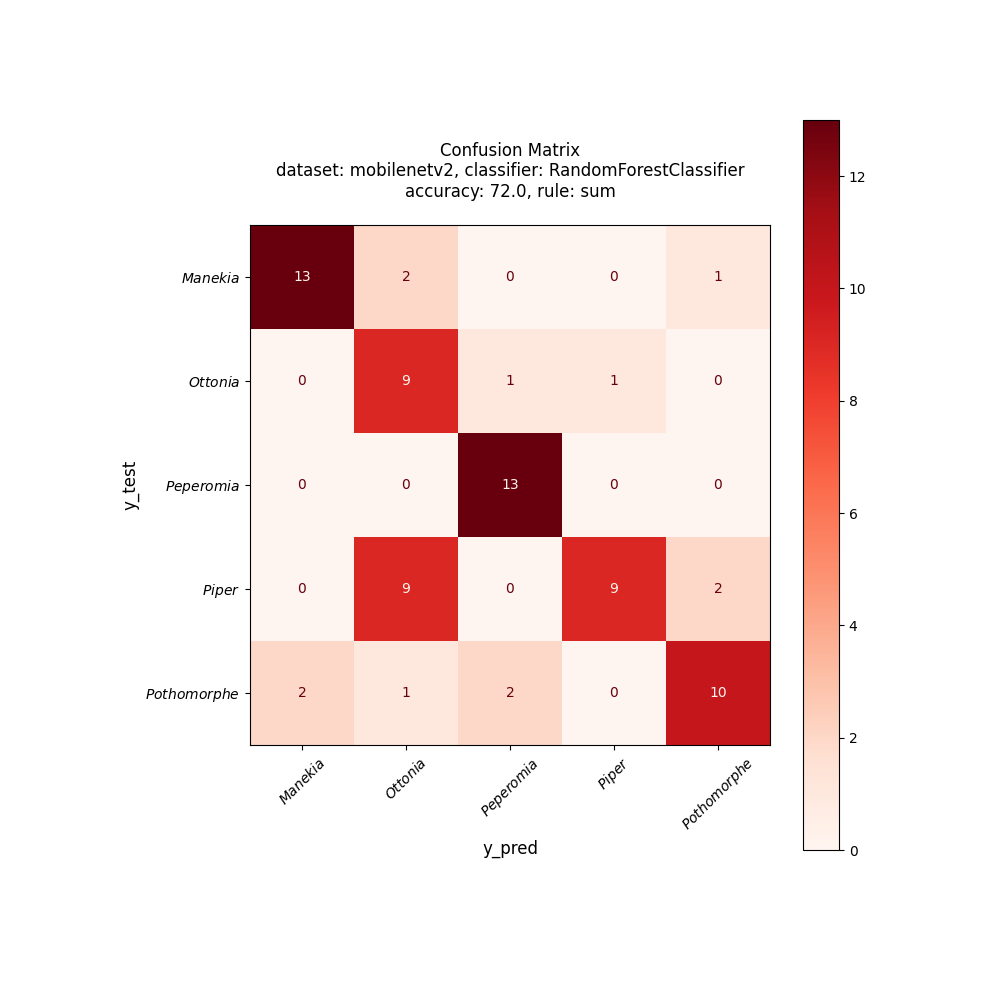 Confusion Matrix
dataset: mobilenetv2, classifier: RandomForestClassifier
accuracy: 72.0, rule: sum
y_test
Manekia 13 2 0 0 1
Ottonia 0 9 1 1 0
Peperomia 0 0 13 0 0
Piper 0 9 0 9 2
Pothomorphe 2 1 2 0 10
Manekia Ottonia Peperomia Piper Pothomorphe
y_pred
12
10
8
6
4
2
0